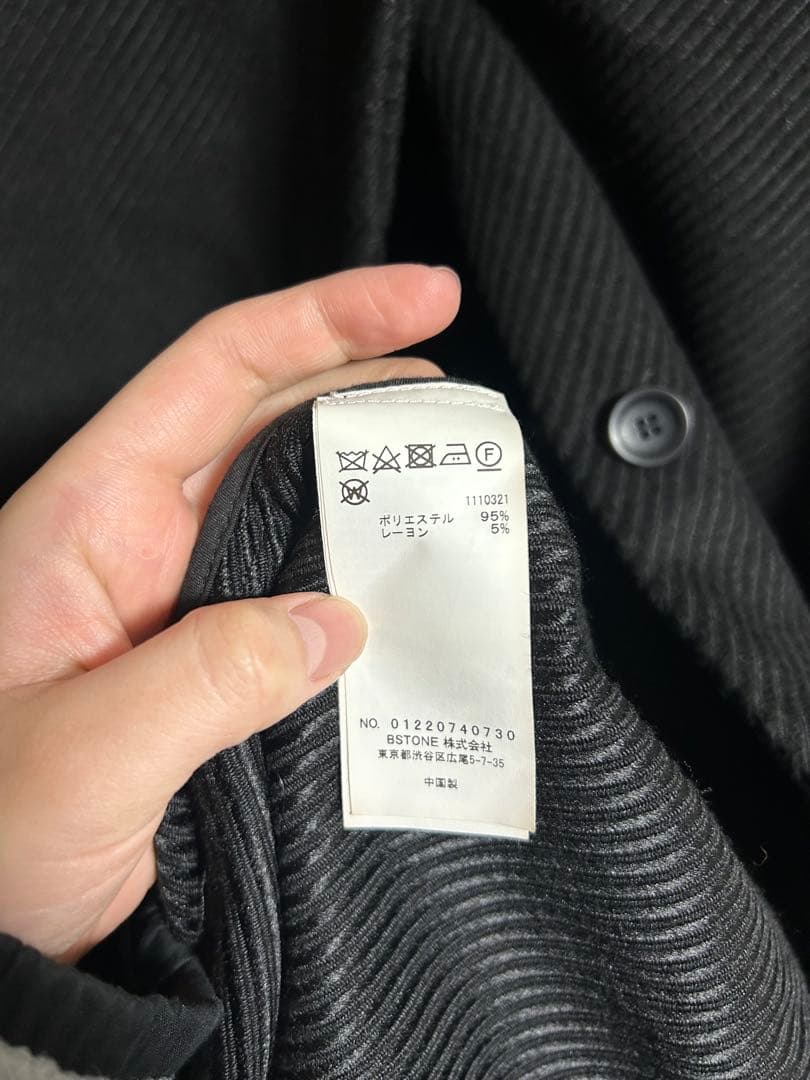 F
W
1110321
ポリエステル 95%
レーヨン 5%
NO. 01220740730
BSTONE 株式会社
東京都渋谷区広尾5-7-35
中国製